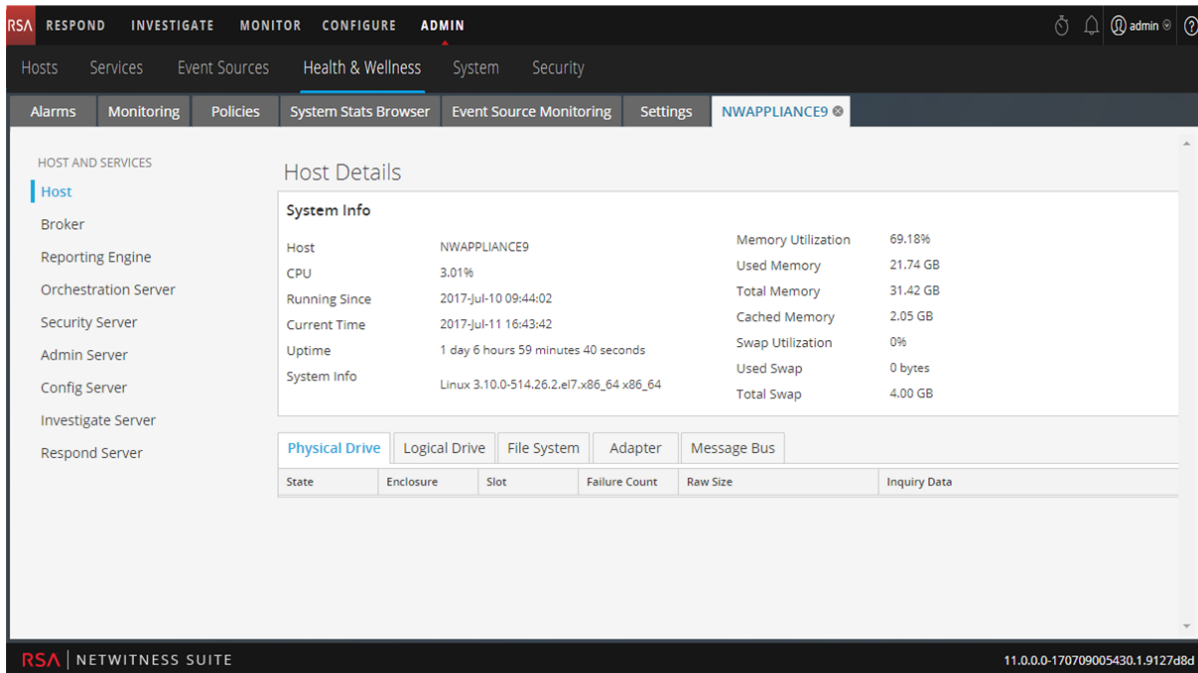 RSA RESPOND INVESTIGATE MONITOR CONFIGURE ADMIN admin
Hosts Services Event Sources Health & Wellness System Security
Alarms Monitoring Policies System Stats Browser Event Source Monitoring Settings NWAPPLIANCE9
HOST AND SERVICES
Host
Broker
Reporting Engine
Orchestration Server
Security Server
Admin Server
Config Server
Investigate Server
Respond Server
Host Details
System Info
Host NWAPPLIANCE9
CPU 3.01%
Running Since 2017-Jul-10 09:44:02
Current Time 2017-Jul-11 16:43:42
Uptime 1 day 6 hours 59 minutes 40 seconds
System Info Linux 3.10.0-514.26.2.el7.x86_64 x86_64
Memory Utilization 69.18%
Used Memory 21.74 GB
Total Memory 31.42 GB
Cached Memory 2.05 GB
Swap Utilization 0%
Used Swap 0 bytes
Total Swap 4.00 GB
Physical Drive Logical Drive File System Adapter Message Bus
State Enclosure Slot Failure Count Raw Size Inquiry Data
RSA NETWITNESS SUITE 11.0.0.0-170709005430.1.9127d8d